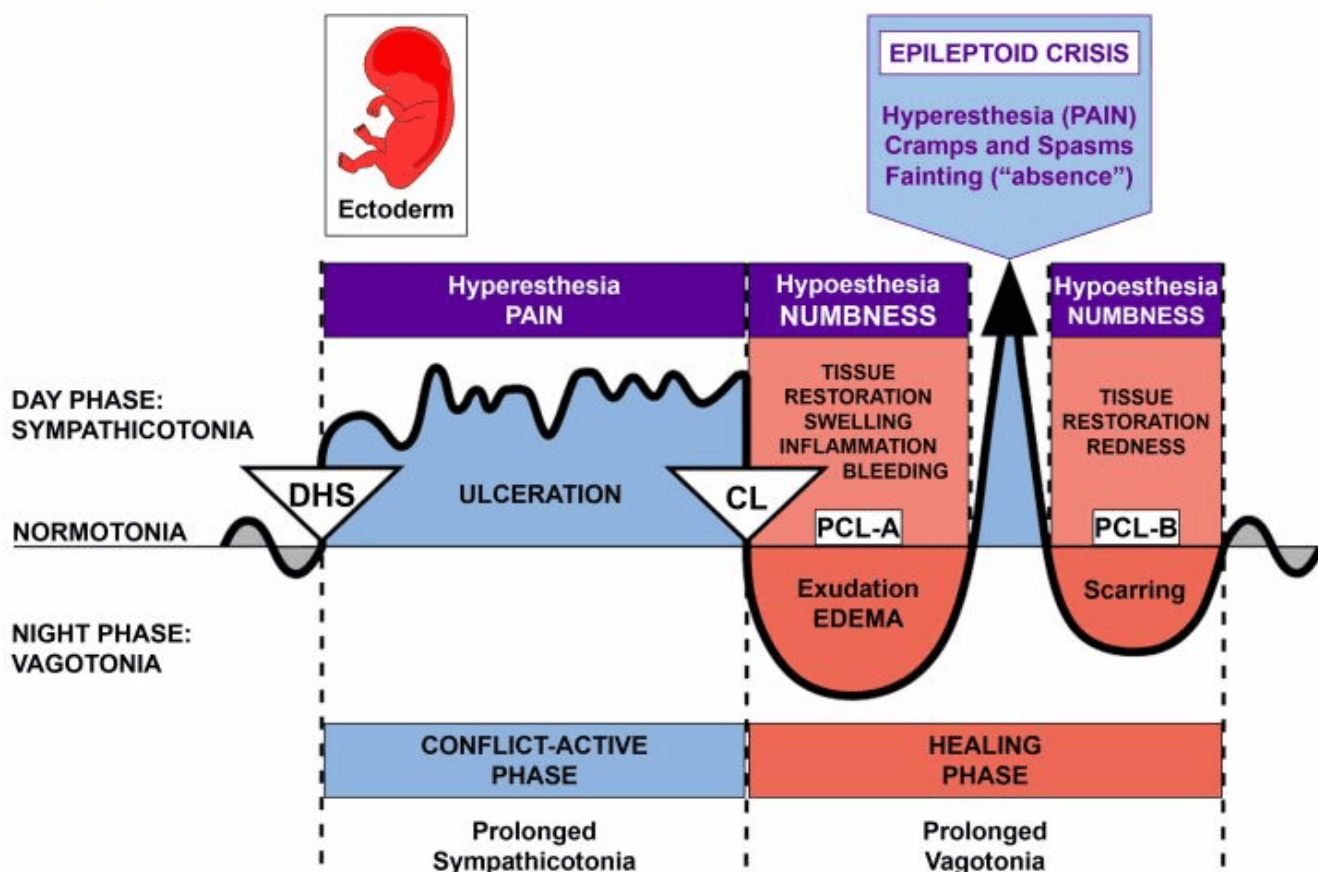 Ectoderm
EPILEPTOID CRISIS
Hyperesthesia (PAIN)
Cramps and Spasms
Fainting (“absence”)
Hyperesthesia
PAIN
Hypoesthesia
NUMBNESS
Hypoesthesia
NUMBNESS
DAY PHASE:
SYMPATHICOTONIA
TISSUE
RESTORATION
SWELLING
INFLAMMATION
BLEEDING
TISSUE
RESTORATION
REDNESS
DHS
ULCERATION
CL
NORMOTONIA
PCL-A
PCL-B
Exudation
EDEMA
Scarring
NIGHT PHASE:
VAGOTONIA
CONFLICT-ACTIVE
PHASE
HEALING
PHASE
Prolonged
Sympathicotonia
Prolonged
Vagotonia